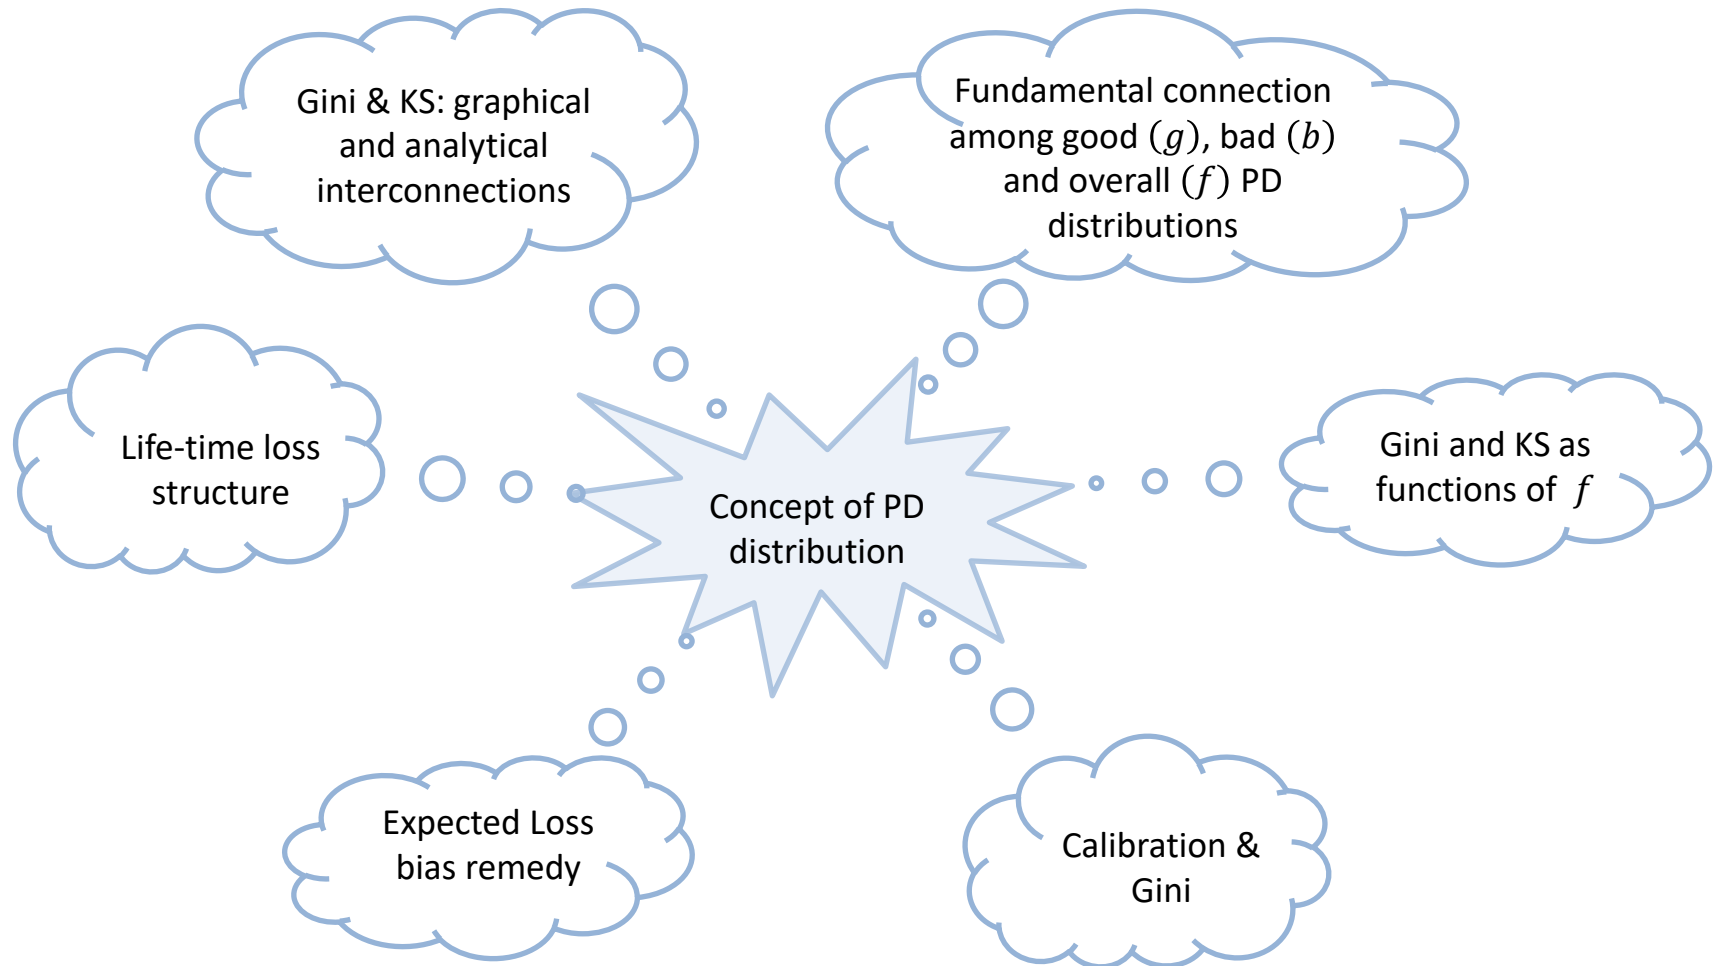 Gini & KS: graphical
and analytical
interconnections
Fundamental connection
among good (g), bad (b)
and overall (f) PD
distributions
Life-time loss
structure
Concept of PD
distribution
Gini and KS as
functions of f
Expected Loss
bias remedy
Calibration &
Gini